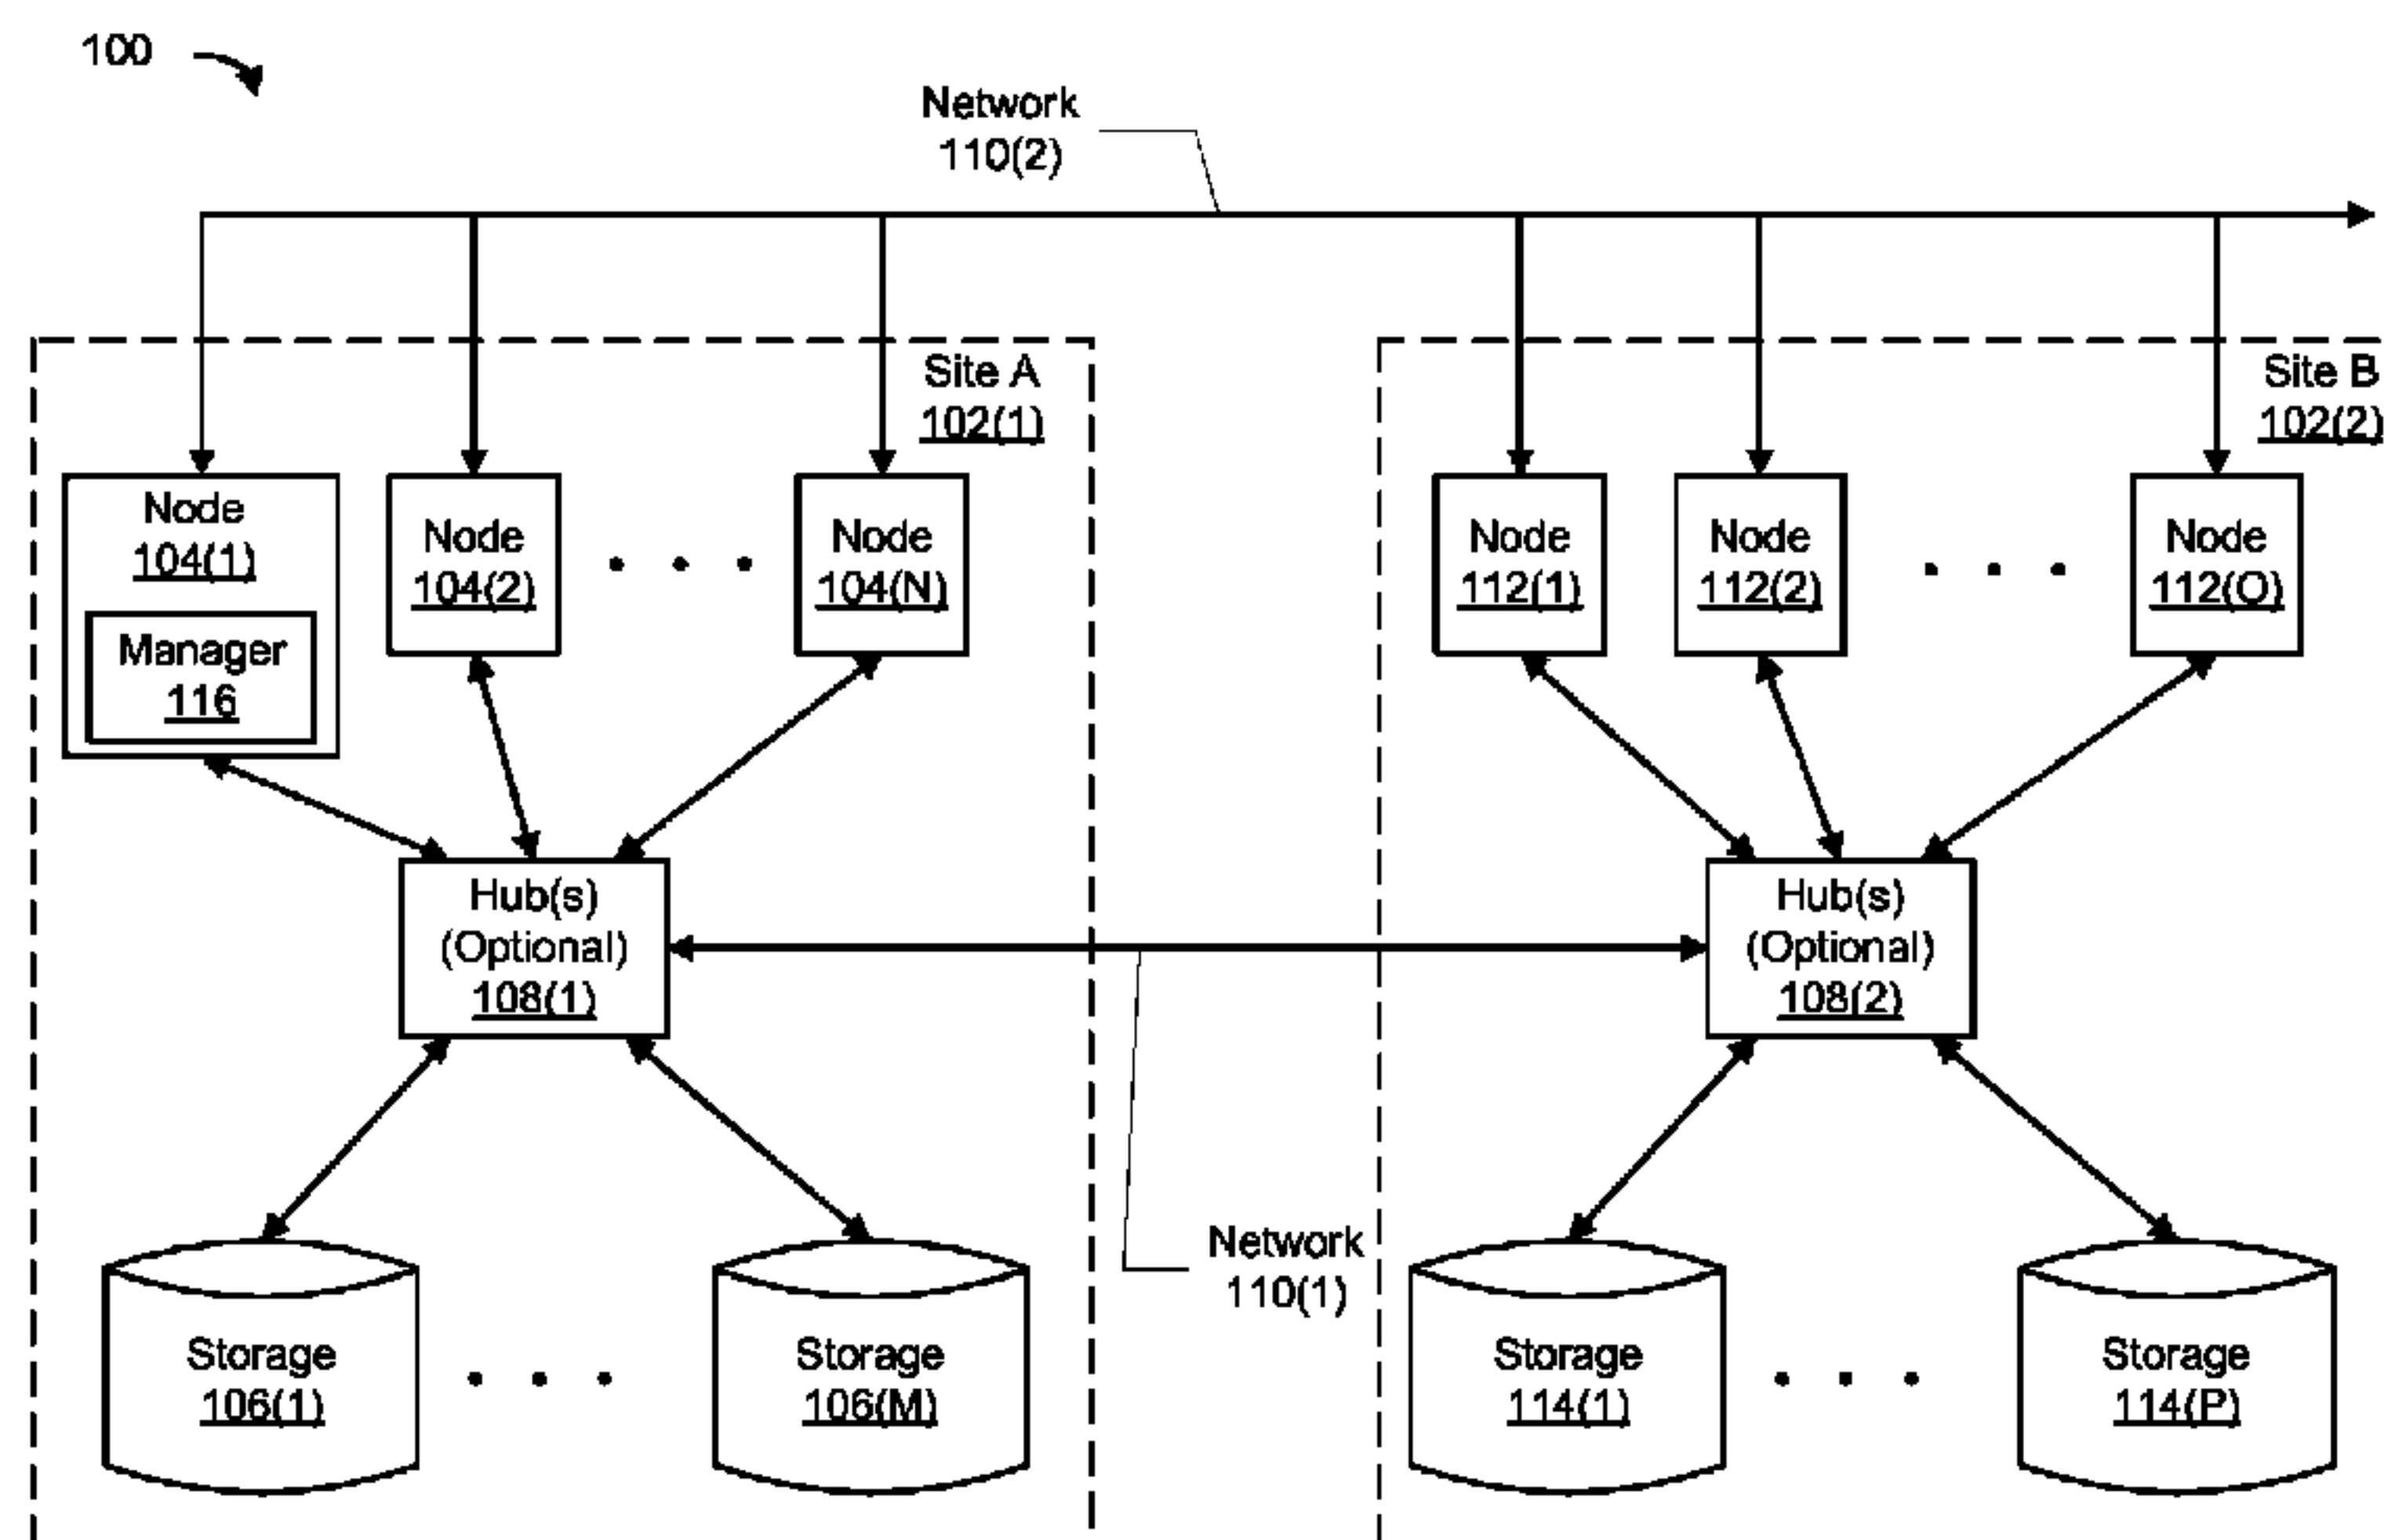 100
Network
110(2)
Site A
102(1)
Site B
102(2)
Node
104(1)
Manager
116
Node
104(2)
Node
104(N)
Node
112(1)
Node
112(2)
Node
112(O)
Hub(s)
(Optional)
108(1)
Hub(s)
(Optional)
108(2)
Network
110(1)
Storage
106(1)
Storage
106(M)
Storage
114(1)
Storage
114(P)